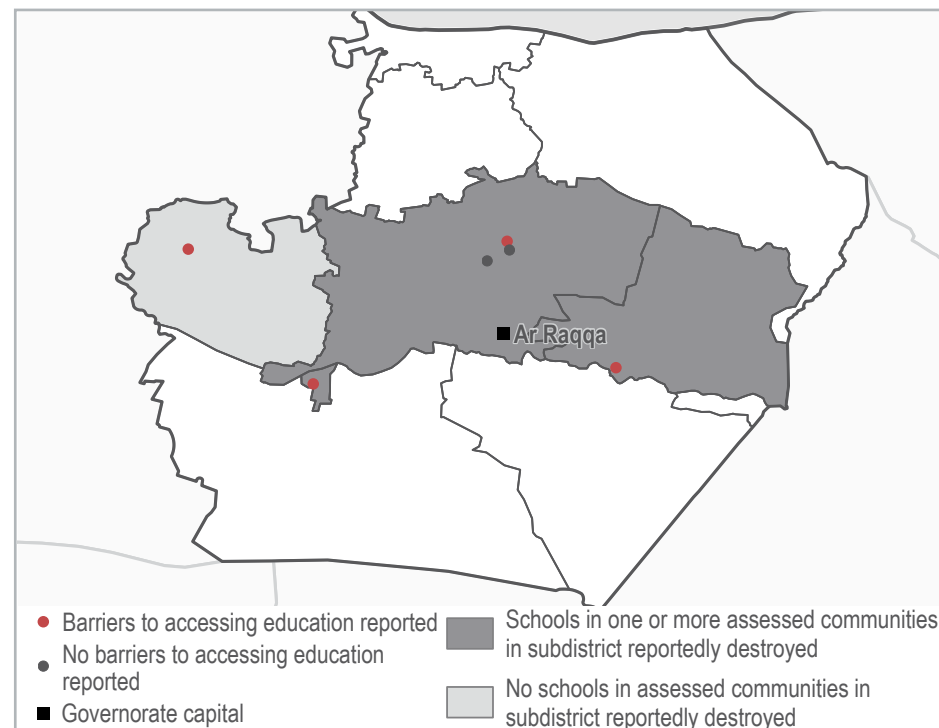 Ar Raqqa
Barriers to accessing education reported
No barriers to accessing education
reported
Governorate capital
Schools in one or more assessed communities
in subdistrict reportedly destroyed
No schools in assessed communities in
subdistrict reportedly destroyed